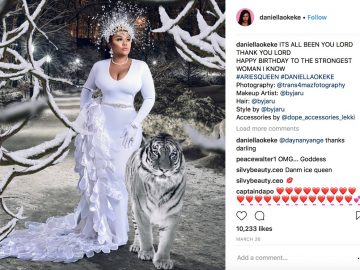 daniellaokeke • Follow
daniellaokeke ITS ALL BEEN YOU LORD
THANK YOU LORD
HAPPY BIRTHDAY TO THE STRONGEST
WOMAN I KNOW
#ARIESQUEEN #DANIELLAOKEKE
Photography: @trans4mazfotography
Makeup Artist: @byjaru
Hair: @byjaru
Style by @byjaru
Accessories by @dope_accessories_lekki
Load more comments
daniellaokeke @daynanyange thanks
darling
peacewalter1 OMG... Goddess
silvybeauty.ceo
silvybeauty.ceo Danm ice queen
captaindapo
10,233 likes
MARCH 26
Add a comment...